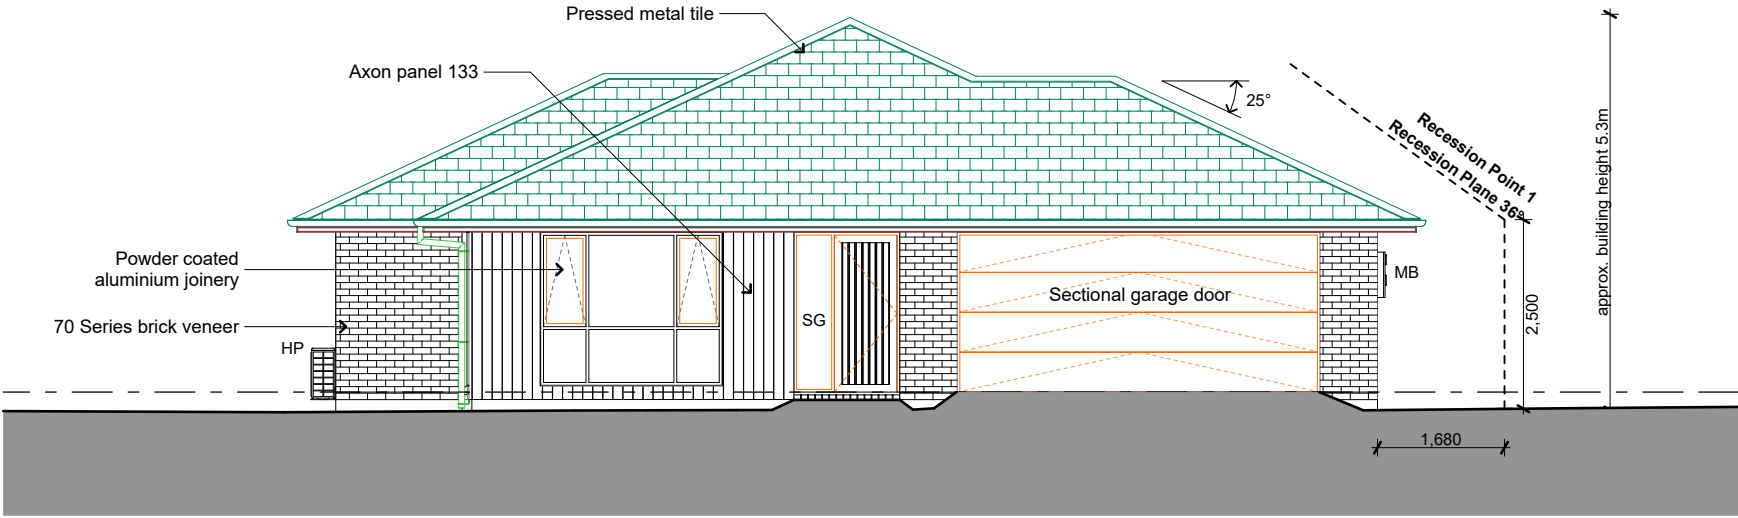 Pressed metal tile
Axon panel 133
25°
Recession Point 1
Recession Plane 36°
approx. building height 5.3m
Powder coated
aluminium joinery
70 Series brick veneer
HP
SG
Sectional garage door
MB
2,500
1,680